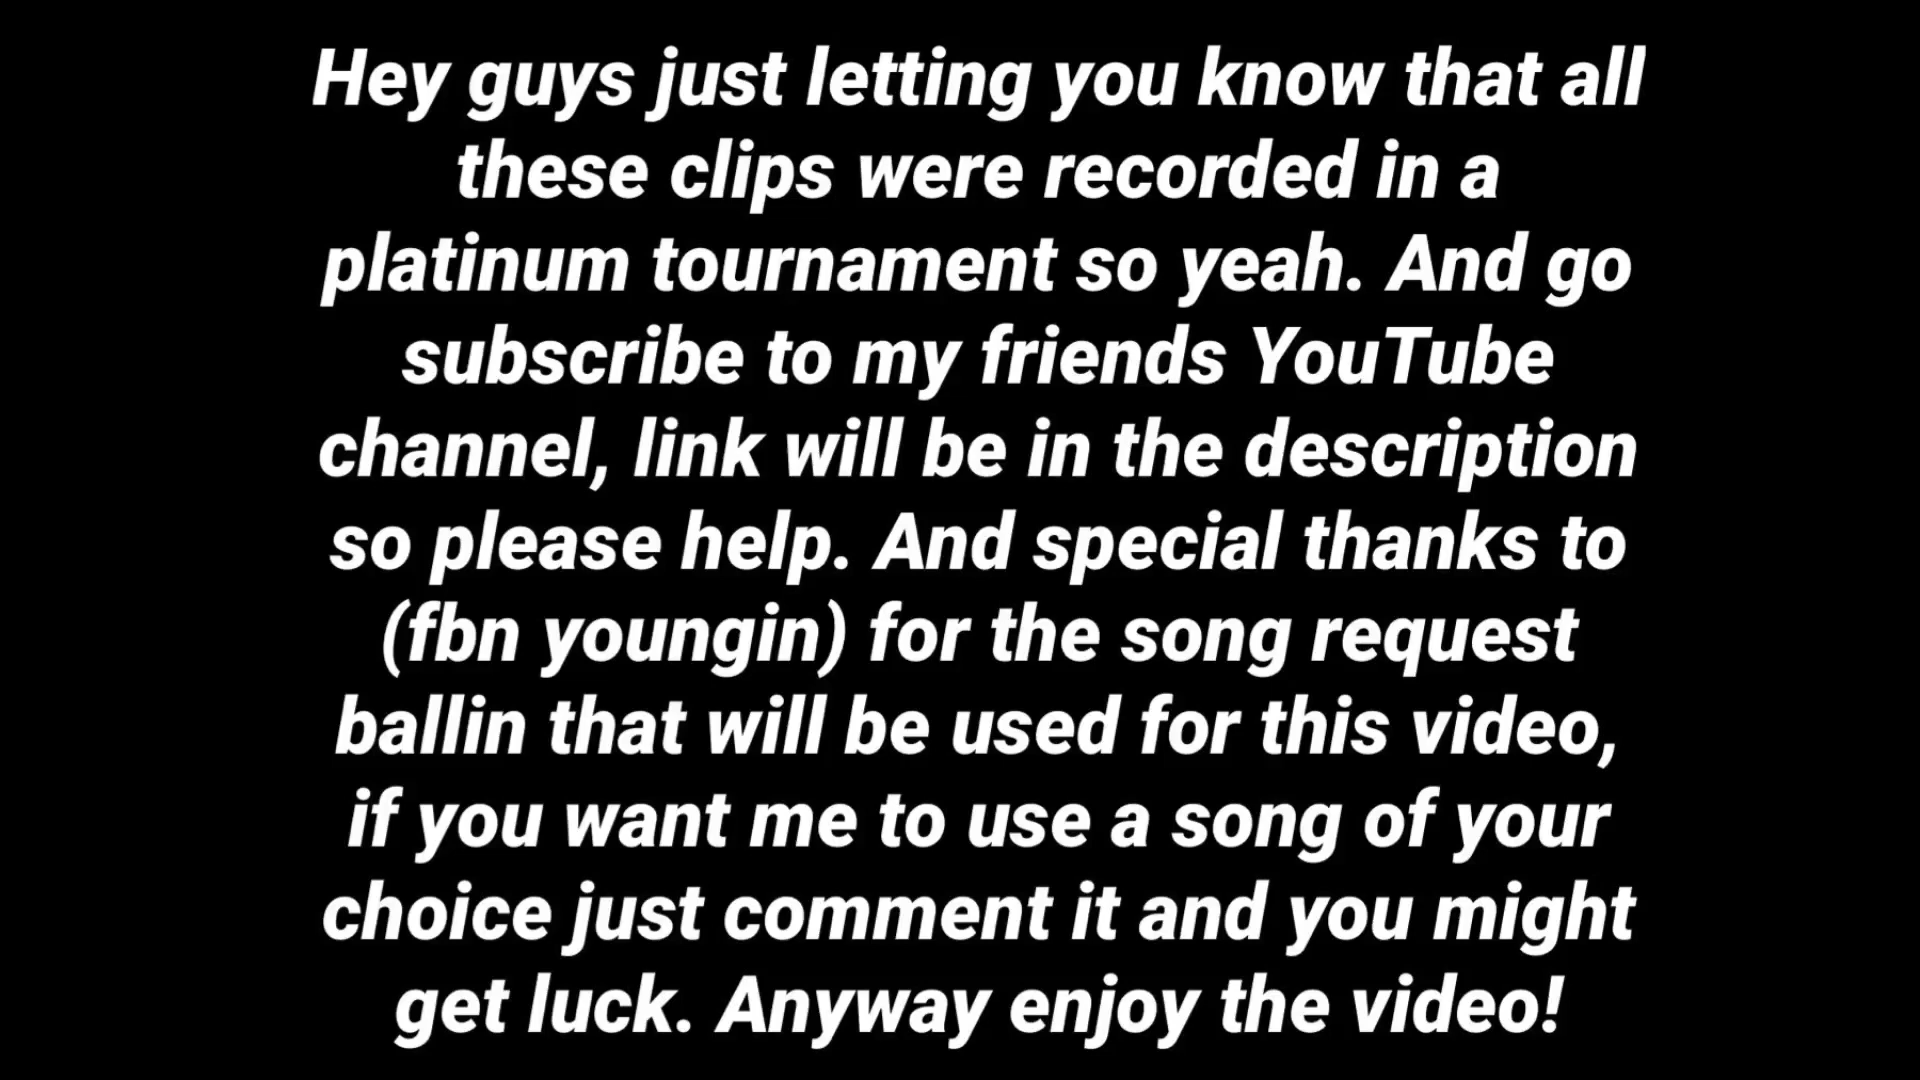 Hey guys just letting you know that all
these clips were recorded in a
platinum tournament so yeah. And go
subscribe to my friends YouTube
channel, link will be in the description
so please help. And special thanks to
(fbn youngin) for the song request
ballin that will be used for this video,
if you want me to use a song of your
choice just comment it and you might
get luck. Anyway enjoy the video!